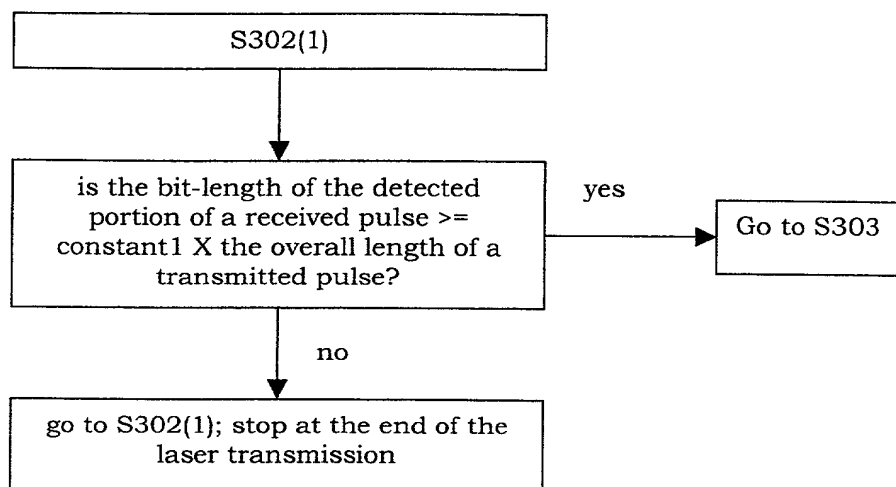 S302(1)
is the bit-length of the detected
portion of a received pulse >=
constant1 X the overall length of a
transmitted pulse?
yes
Go to S303
no
go to S302(1); stop at the end of the
laser transmission